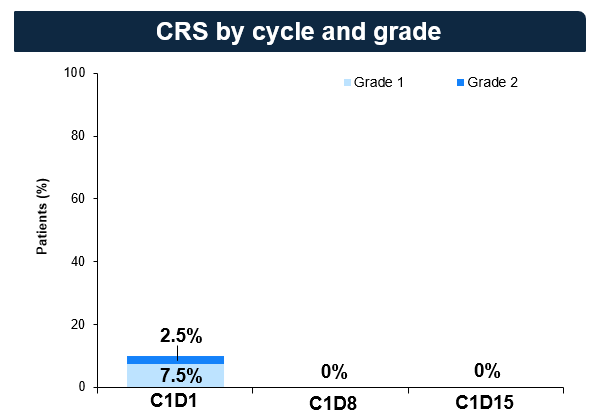 CRS by cycle and grade
Grade 1
Grade 2
Patients (%)
100
80
60
40
20
0
2.5%
7.5%
0%
0%
C1D1
C1D8
C1D15